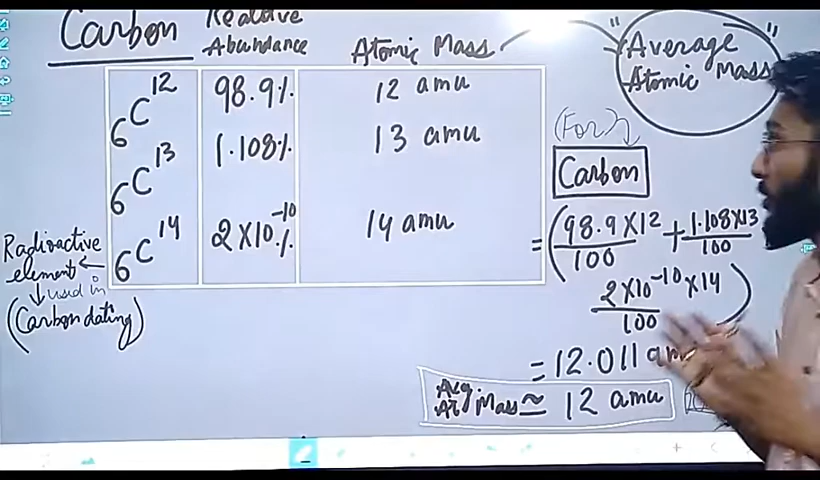 Carbon
Relative
Abundance
Atomic Mass
"Average
Atomic Mass"
6C12 98.9% 12 amu
6C13 1.108% 13 amu
6C14 2×10-10% 14 amu
Radioactive
element
used in
(Carbon dating)
(For)
Carbon
= (98.9×12/100 + 1.108×13/100
2×10-10×14/100)
= 12.011 am
Avg
At Mass ≃ 12 amu